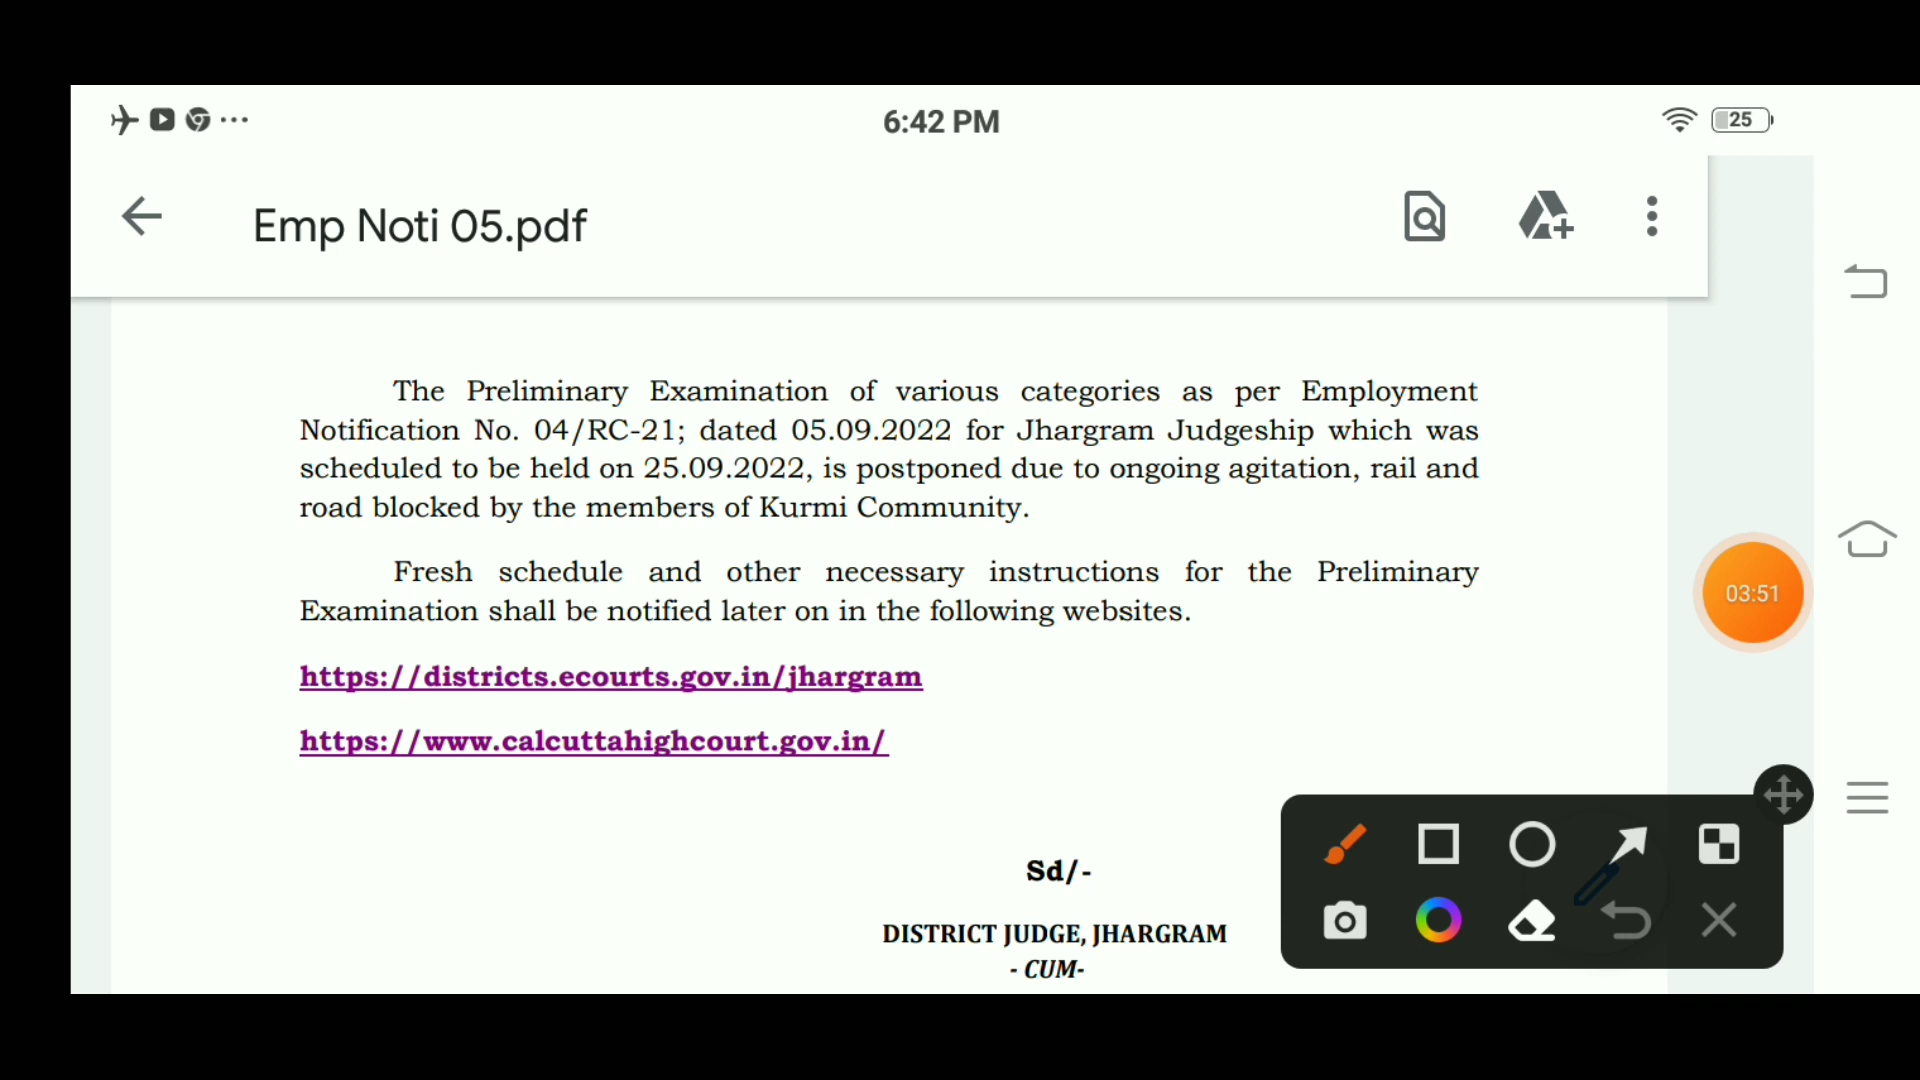 6:42 PM
25
Emp Noti 05.pdf
The Preliminary Examination of various categories as per Employment
Notification No. 04/RC-21; dated 05.09.2022 for Jhargram Judgeship which was
scheduled to be held on 25.09.2022, is postponed due to ongoing agitation, rail and
road blocked by the members of Kurmi Community.
Fresh schedule and other necessary instructions for the Preliminary
Examination shall be notified later on in the following websites.
https://districts.ecourts.gov.in/jhargram
https://www.calcuttahighcourt.gov.in/
03:51
Sd/-
DISTRICT JUDGE, JHARGRAM
- CUM-